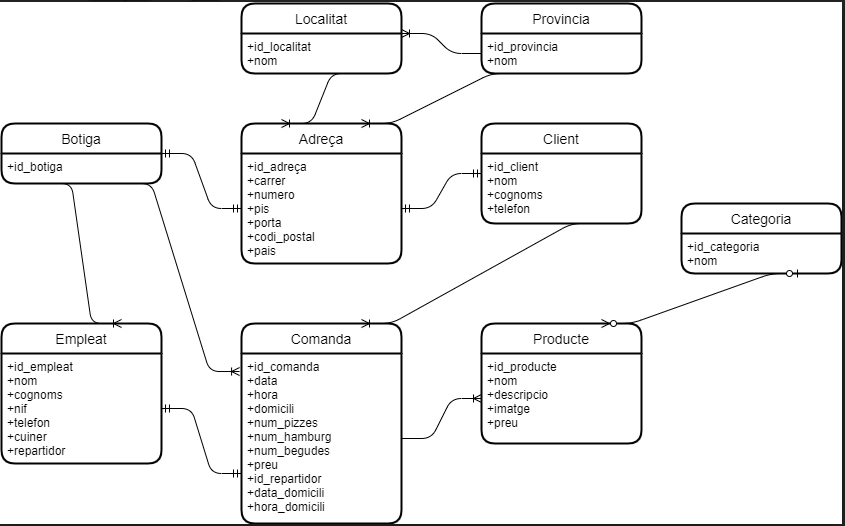 Localitat
+id_localitat
+nom
Provincia
+id_provincia
+nom
Botiga
+id_botiga
Adreça
+id_adreça
+carrer
+numero
+pis
+porta
+codi_postal
+pais
Client
+id_client
+nom
+cognoms
+telefon
Categoria
+id_categoria
+nom
Empleat
+id_empleat
+nom
+cognoms
+nif
+telefon
+cuiner
+repartidor
Comanda
+id_comanda
+data
+hora
+domicili
+num_pizzes
+num_hamburg
+num_begudes
+preu
+id_repartidor
+data_domicili
+hora_domicili
Producte
+id_producte
+nom
+descripcio
+imatge
+preu